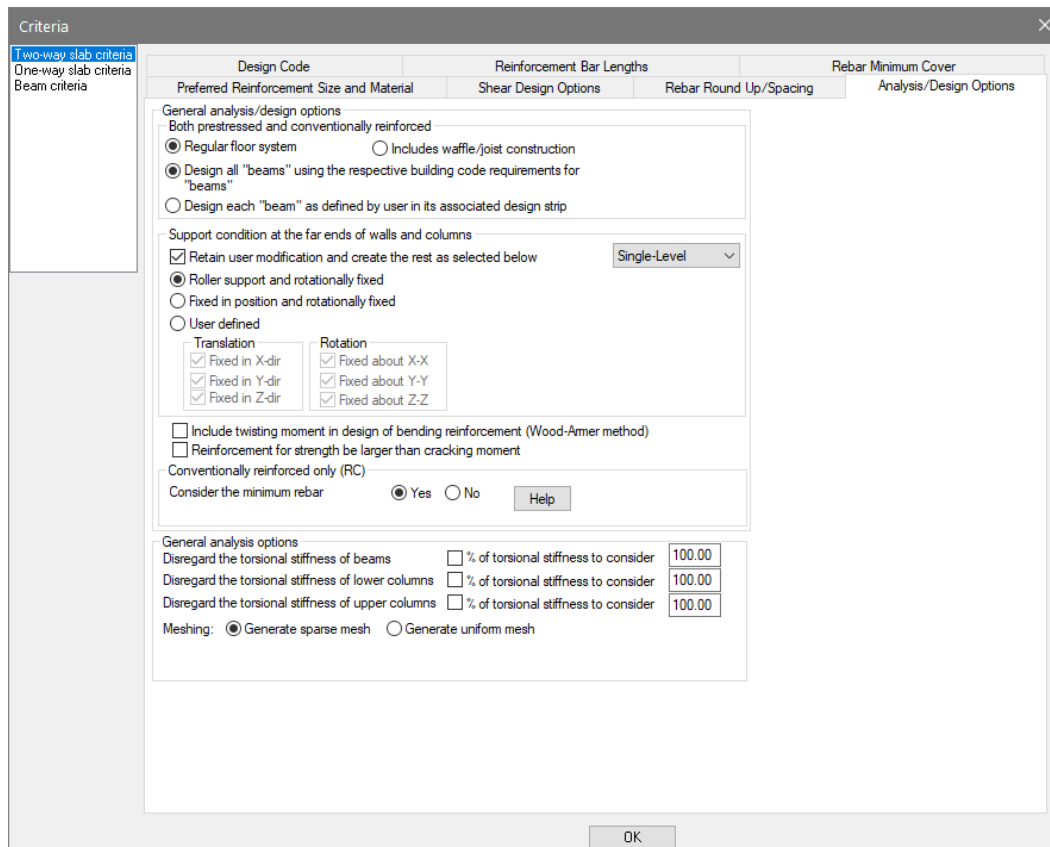 Criteria
Two-way slab criteria
One-way slab criteria
Beam criteria
Design Code
Reinforcement Bar Lengths
Rebar Minimum Cover
Preferred Reinforcement Size and Material
Shear Design Options
Rebar Round Up/Spacing
Analysis/Design Options
General analysis/design options
Both prestressed and conventionally reinforced
Regular floor system
Includes waffle/joist construction
Design all "beams" using the respective building code requirements for
"beams"
Design each "beam" as defined by user in its associated design strip
Support condition at the far ends of walls and columns
Retain user modification and create the rest as selected below
Single-Level
Roller support and rotationally fixed
Fixed in position and rotationally fixed
User defined
Translation
Rotation
Fixed in X-dir
Fixed about X-X
Fixed in Y-dir
Fixed about Y-Y
Fixed in Z-dir
Fixed about Z-Z
Include twisting moment in design of bending reinforcement (Wood-Armer method)
Reinforcement for strength be larger than cracking moment
Conventionally reinforced only (RC)
Consider the minimum rebar
Yes
No
Help
General analysis options
Disregard the torsional stiffness of beams
% of torsional stiffness to consider
100.00
Disregard the torsional stiffness of lower columns
% of torsional stiffness to consider
100.00
Disregard the torsional stiffness of upper columns
% of torsional stiffness to consider
100.00
Meshing:
Generate sparse mesh
Generate uniform mesh
OK